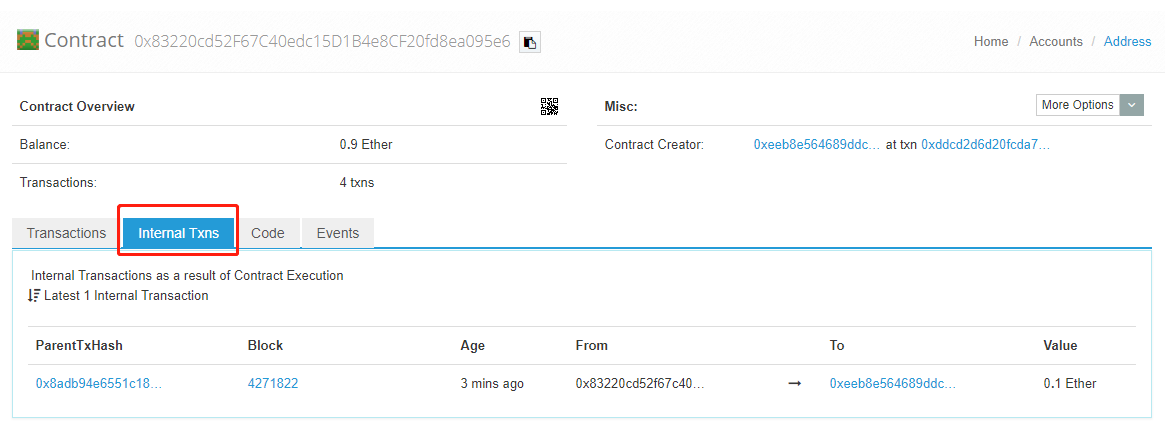 Contract 0x83220cd52F67C40edc15D1B4e8CF20fd8ea095e6
Home / Accounts / Address
Contract Overview
Balance: 0.9 Ether
Transactions: 4 txns
Misc:
More Options
Contract Creator: 0xeeb8e564689ddc... at txn 0xddcd2d6d20fcda7...
Transactions Internal Txns Code Events
Internal Transactions as a result of Contract Execution
Latest 1 Internal Transaction
ParentTxHash Block Age From To Value
0x8adb94e6551c18... 4271822 3 mins ago 0x83220cd52f67c40... → 0xeeb8e564689ddc... 0.1 Ether